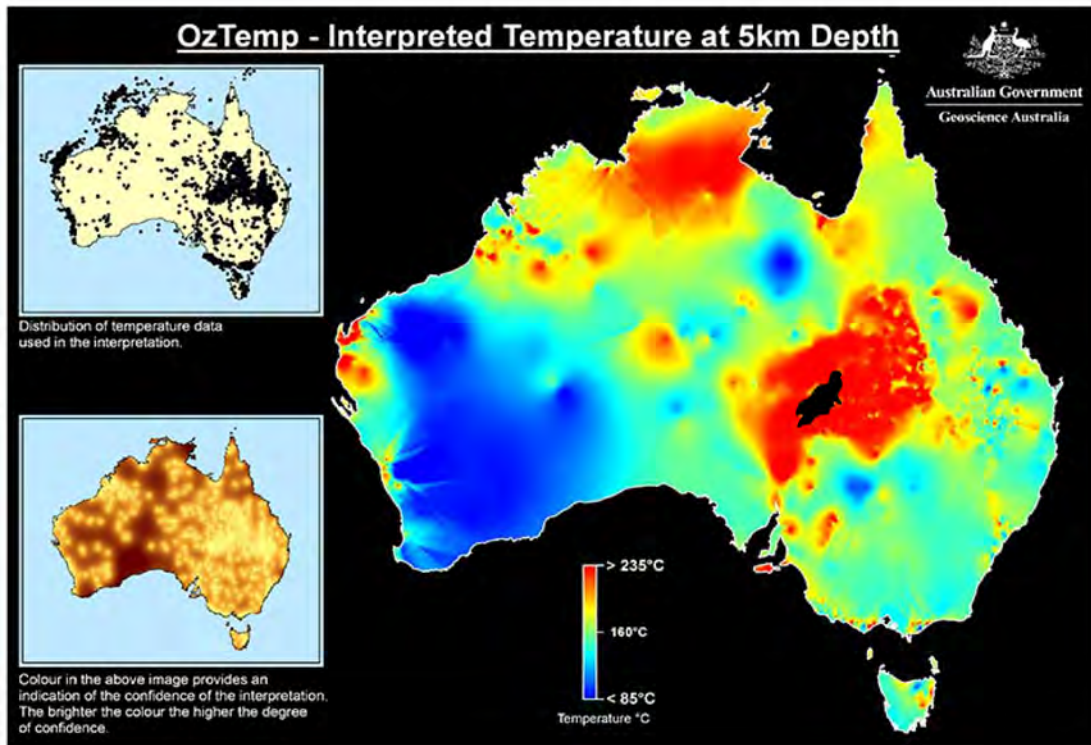 OzTemp - Interpreted Temperature at 5km Depth
Australian Government
Geoscience Australia
Distribution of temperature data
used in the interpretation.
Colour in the above image provides an
indication of the confidence of the interpretation.
The brighter the colour the higher the degree
of confidence.
> 235°C
160°C
< 85°C
Temperature °C